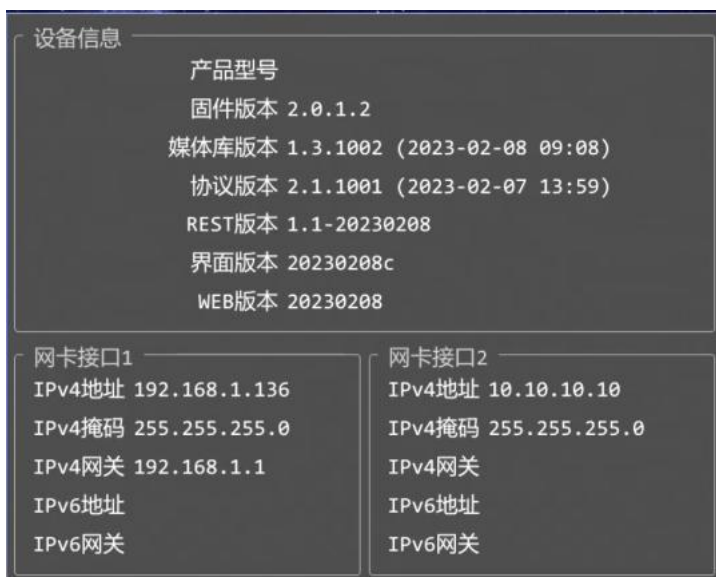 设备信息
产品型号
固件版本 2.0.1.2
媒体库版本 1.3.1002 (2023-02-08 09:08)
协议版本 2.1.1001 (2023-02-07 13:59)
REST版本 1.1-20230208
界面版本 20230208c
WEB版本 20230208
网卡接口1
IPv4地址 192.168.1.136
IPv4掩码 255.255.255.0
IPv4网关 192.168.1.1
IPv6地址
IPv6网关
网卡接口2
IPv4地址 10.10.10.10
IPv4掩码 255.255.255.0
IPv4网关
IPv6地址
IPv6网关